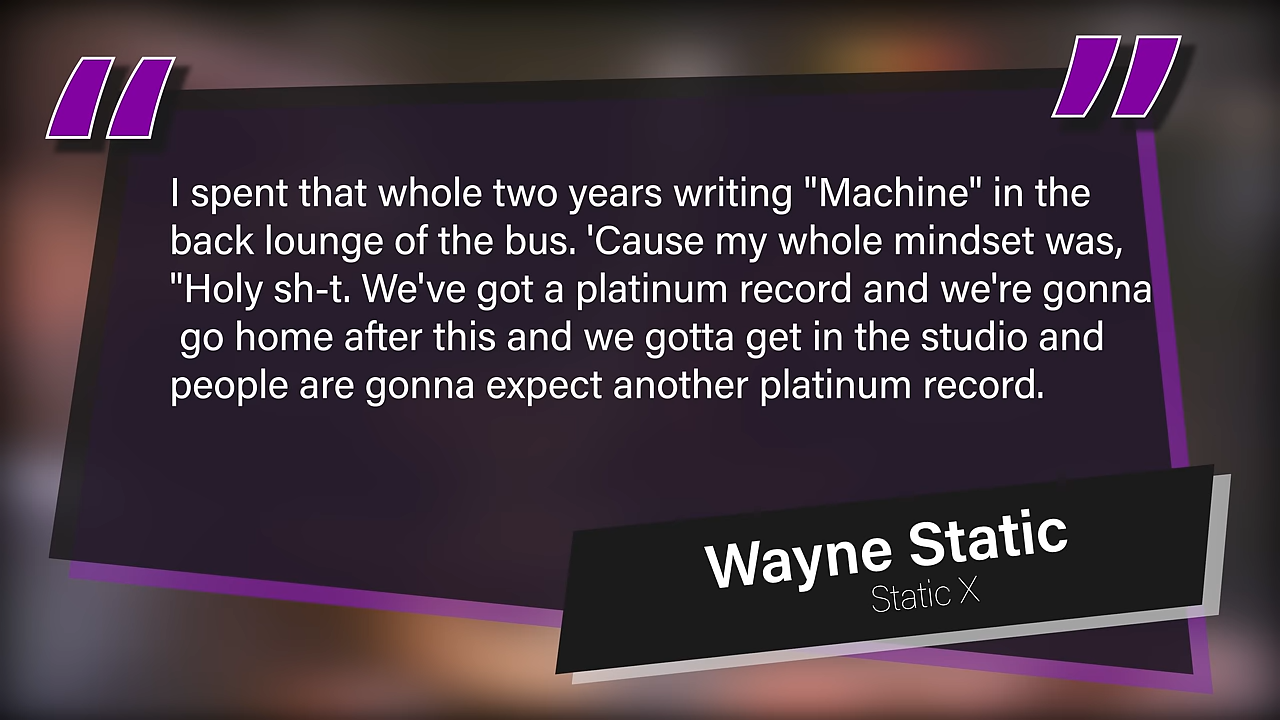 I spent that whole two years writing "Machine" in the
back lounge of the bus. 'Cause my whole mindset was,
"Holy sh-t. We've got a platinum record and we're gonna
go home after this and we gotta get in the studio and
people are gonna expect another platinum record.
Wayne Static
Static X